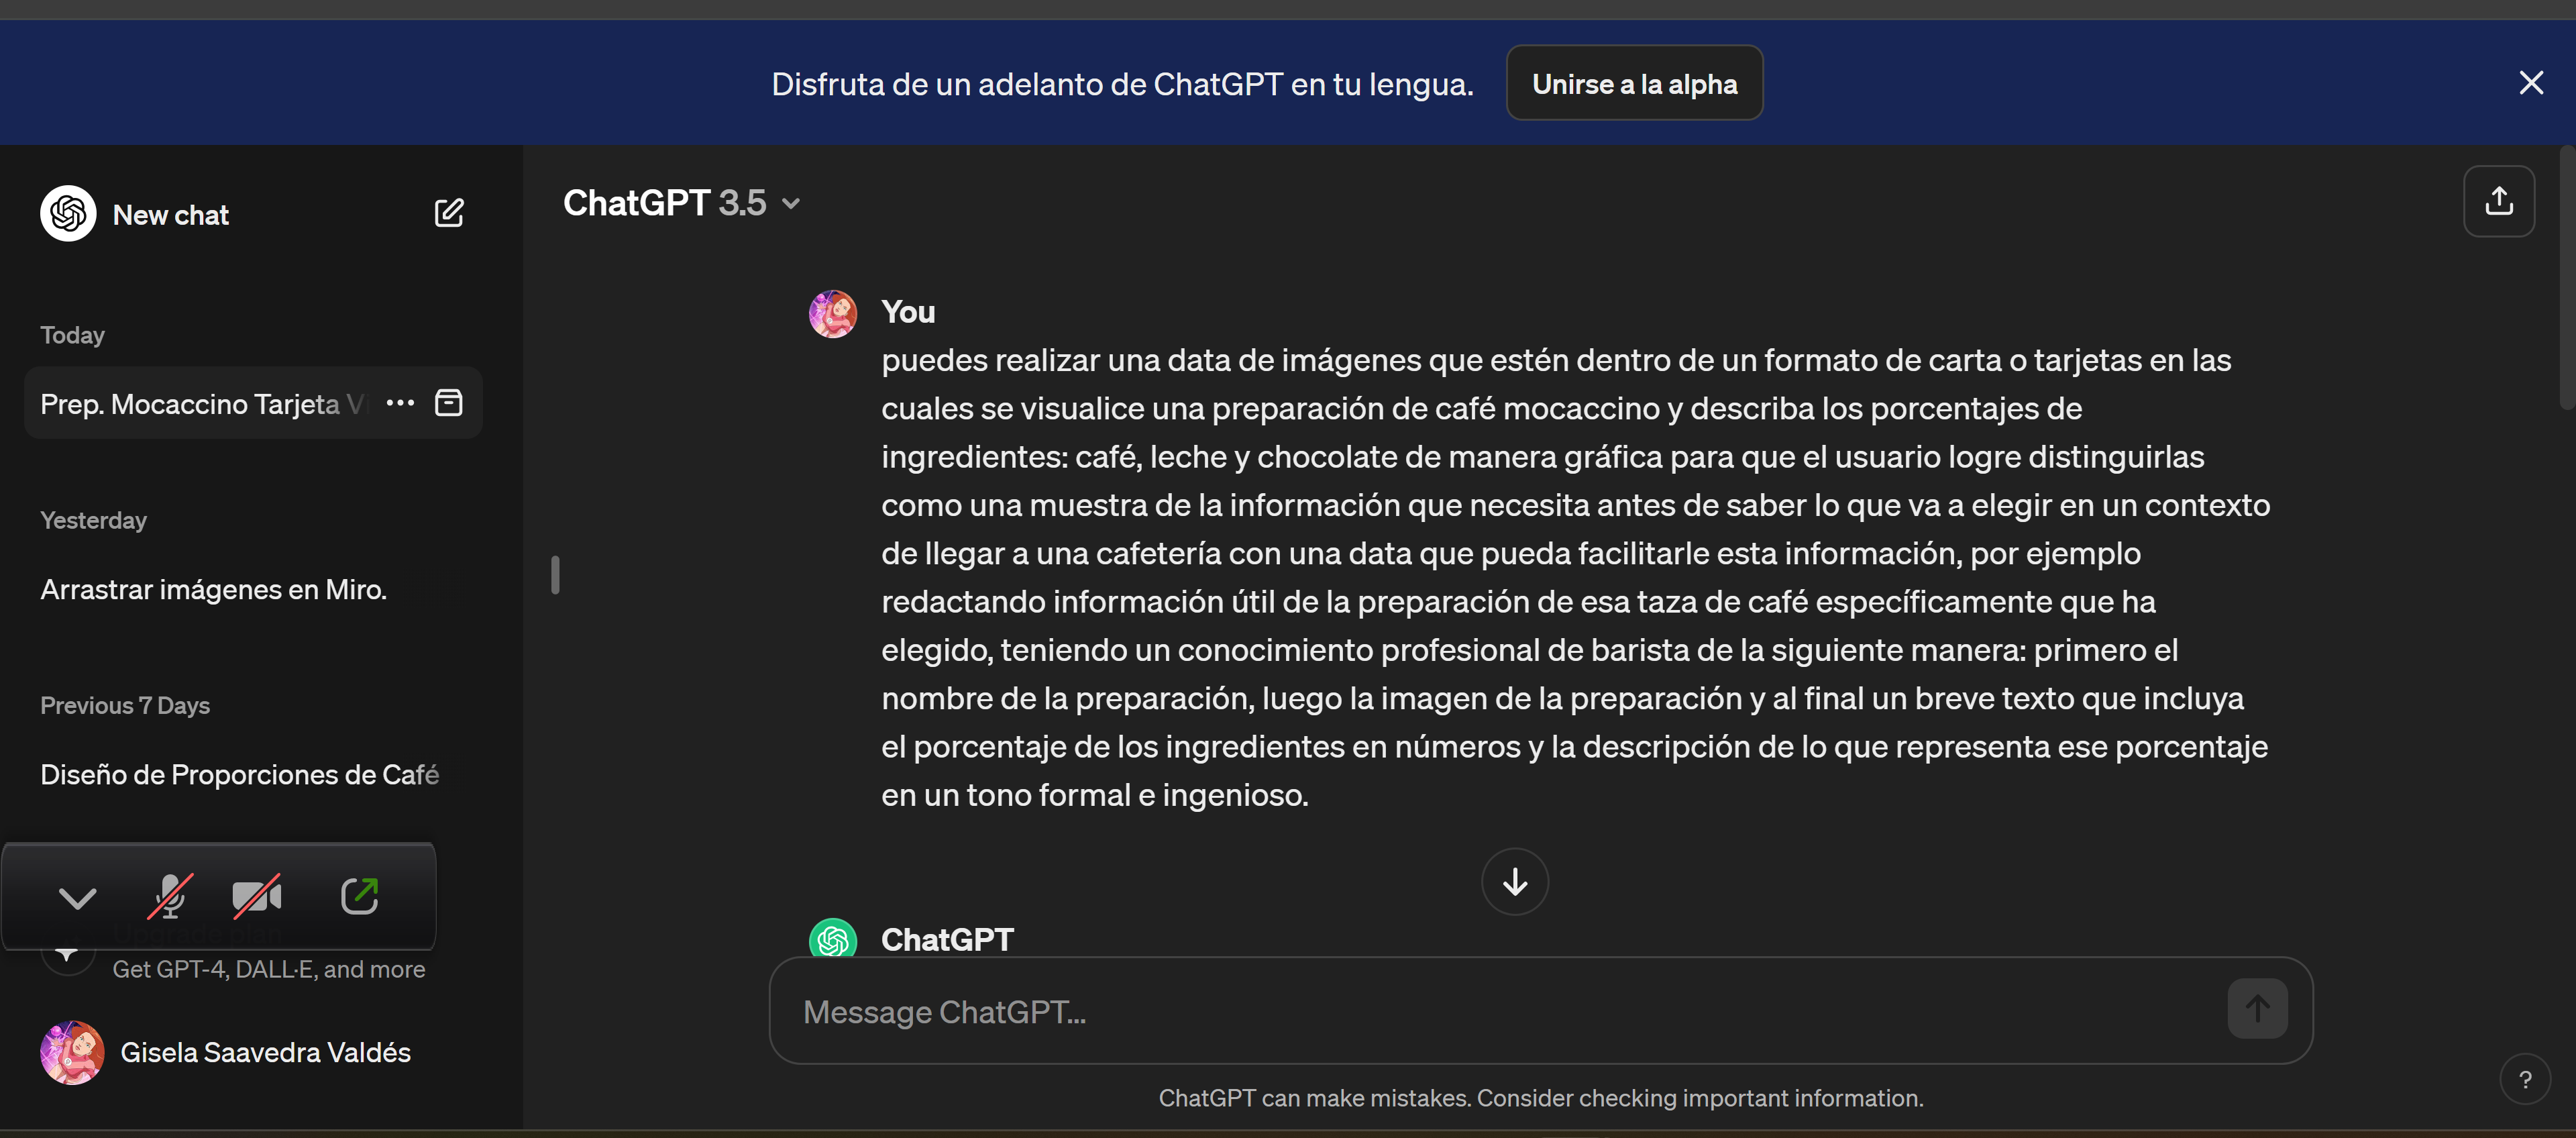 Disfruta de un adelanto de ChatGPT en tu lengua.
Unirse a la alpha
New chat
ChatGPT 3.5
Today
Prep. Mocaccino Tarjeta Vi
Yesterday
Arrastrar imágenes en Miro.
Previous 7 Days
Diseño de Proporciones de Café
Upgrade plan
Get GPT-4, DALL·E, and more
Gisela Saavedra Valdés
You
puedes realizar una data de imágenes que estén dentro de un formato de carta o tarjetas en las
cuales se visualice una preparación de café mocaccino y describa los porcentajes de
ingredientes: café, leche y chocolate de manera gráfica para que el usuario logre distinguirlas
como una muestra de la información que necesita antes de saber lo que va a elegir en un contexto
de llegar a una cafetería con una data que pueda facilitarle esta información, por ejemplo
redactando información útil de la preparación de esa taza de café específicamente que ha
elegido, teniendo un conocimiento profesional de barista de la siguiente manera: primero el
nombre de la preparación, luego la imagen de la preparación y al final un breve texto que incluya
el porcentaje de los ingredientes en números y la descripción de lo que representa ese porcentaje
en un tono formal e ingenioso.
ChatGPT
Message ChatGPT...
ChatGPT can make mistakes. Consider checking important information.
?